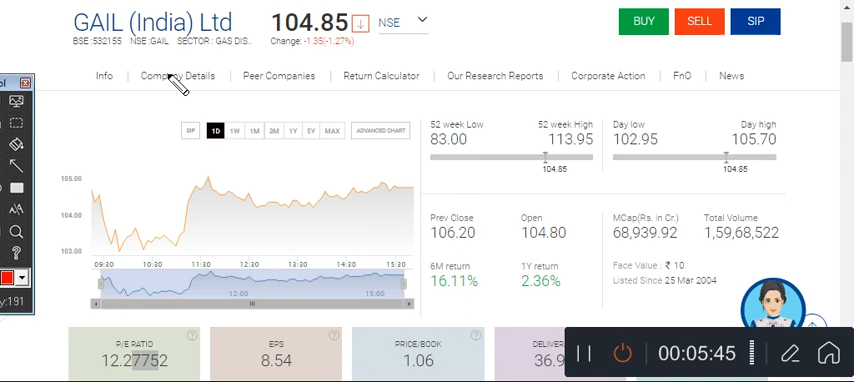 GAIL (India) Ltd
104.85
NSE
BUY
SELL
SIP
BSE :532155 NSE :GAIL SECTOR : GAS DIS..
Change: -1.35(-1.27%)
Info
Company Details
Peer Companies
Return Calculator
Our Research Reports
Corporate Action
FnO
News
SIP
1D
1W
1M
3M
1Y
5Y
MAX
ADVANCED CHART
105.00
104.00
103.00
09:30
10:30
11:30
12:30
13:30
14:30
15:30
12:00
15:00
52 week Low
83.00
52 week High
113.95
104.85
Day low
102.95
Day high
105.70
104.85
Prev Close
106.20
Open
104.80
MCap(Rs. in Cr.)
68,939.92
Total Volume
1,59,68,522
6M return
16.11%
1Y return
2.36%
Face Value : ₹ 10
Listed Since 25 Mar 2004
P/E RATIO
12.27752
EPS
8.54
PRICE/BOOK
1.06
DELIVER
36.9
y:191
00:05:45